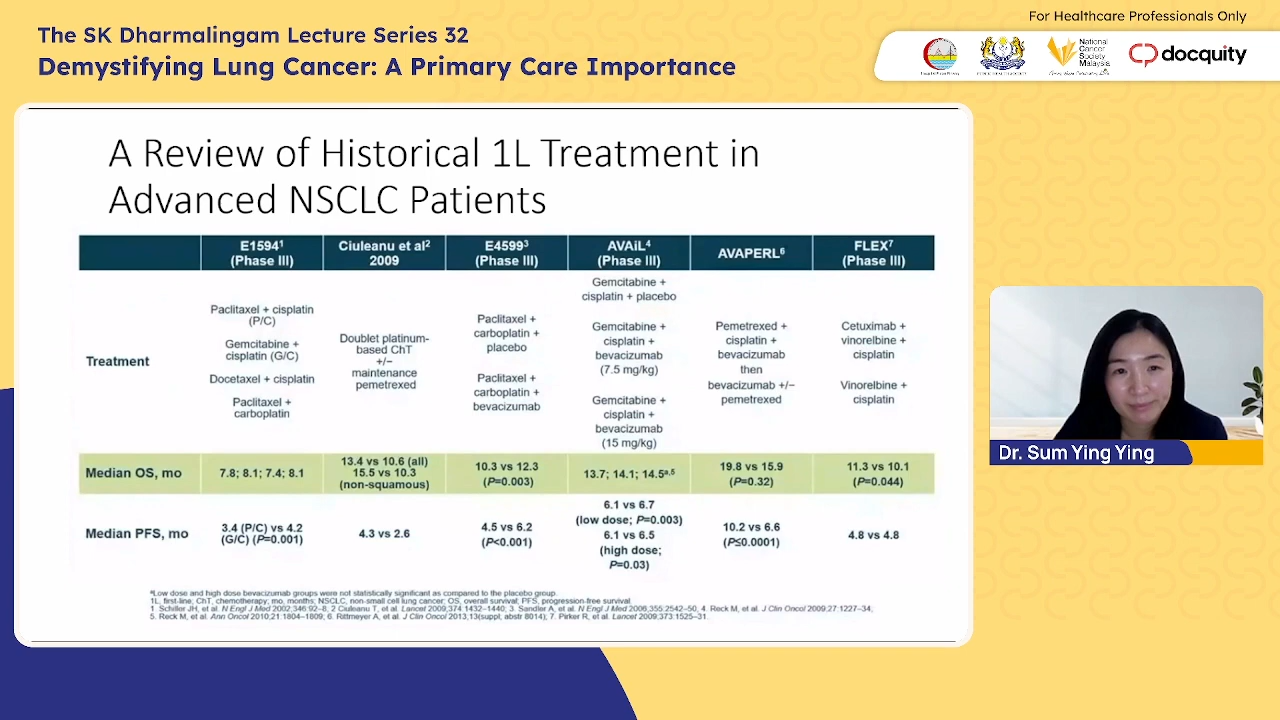 For Healthcare Professionals Only
The SK Dharmalingam Lecture Series 32
Demystifying Lung Cancer: A Primary Care Importance
National
Cancer
Society
Malaysia
docquity
A Review of Historical 1L Treatment in
Advanced NSCLC Patients
E1594¹
(Phase III)
Ciuleanu et al²
2009
E4599³
(Phase III)
AVAiL⁴
(Phase III)
AVAPERL⁶
FLEX⁷
(Phase III)
Treatment
Paclitaxel + cisplatin
(P/C)
Gemcitabine +
cisplatin (G/C)
Docetaxel + cisplatin
Paclitaxel +
carboplatin
Doublet platinum-
based ChT
+/−
maintenance
pemetrexed
Paclitaxel +
carboplatin +
placebo
Paclitaxel +
carboplatin +
bevacizumab
Gemcitabine +
cisplatin + placebo
Gemcitabine +
cisplatin +
bevacizumab
(7.5 mg/kg)
Gemcitabine +
cisplatin +
bevacizumab
(15 mg/kg)
Pemetrexed +
cisplatin +
bevacizumab
then
bevacizumab +/−
pemetrexed
Cetuximab +
vinorelbine +
cisplatin
Vinorelbine +
cisplatin
Median OS, mo
7.8; 8.1; 7.4; 8.1
13.4 vs 10.6 (all)
15.5 vs 10.3
(non-squamous)
10.3 vs 12.3
(P=0.003)
13.7; 14.1; 14.5ᵃ,⁵
19.8 vs 15.9
(P=0.32)
11.3 vs 10.1
(P=0.044)
Median PFS, mo
3.4 (P/C) vs 4.2
(G/C) (P=0.001)
4.3 vs 2.6
4.5 vs 6.2
(P<0.001)
6.1 vs 6.7
(low dose; P=0.003)
6.1 vs 6.5
(high dose;
P=0.03)
10.2 vs 6.6
(P≤0.0001)
4.8 vs 4.8
ᵃLow dose and high dose bevacizumab groups were not statistically significant as compared to the placebo group.
1L, first-line; ChT, chemotherapy; mo, months; NSCLC, non-small cell lung cancer; OS, overall survival; PFS, progression-free survival.
1. Schiller JH, et al. N Engl J Med 2002;346:92–8; 2 Ciuleanu T, et al. Lancet 2009;374:1432–1440; 3. Sandler A, et al. N Engl J Med 2006;355:2542–50; 4. Reck M, et al. J Clin Oncol 2009;27:1227–34,
5. Reck M, et al. Ann Oncol 2010;21:1804–1809; 6. Rittmeyer A, et al. J Clin Oncol 2013;13(suppl, abstr 8014); 7. Pirker R, et al. Lancet 2009;373:1525–31.
Dr. Sum Ying Ying